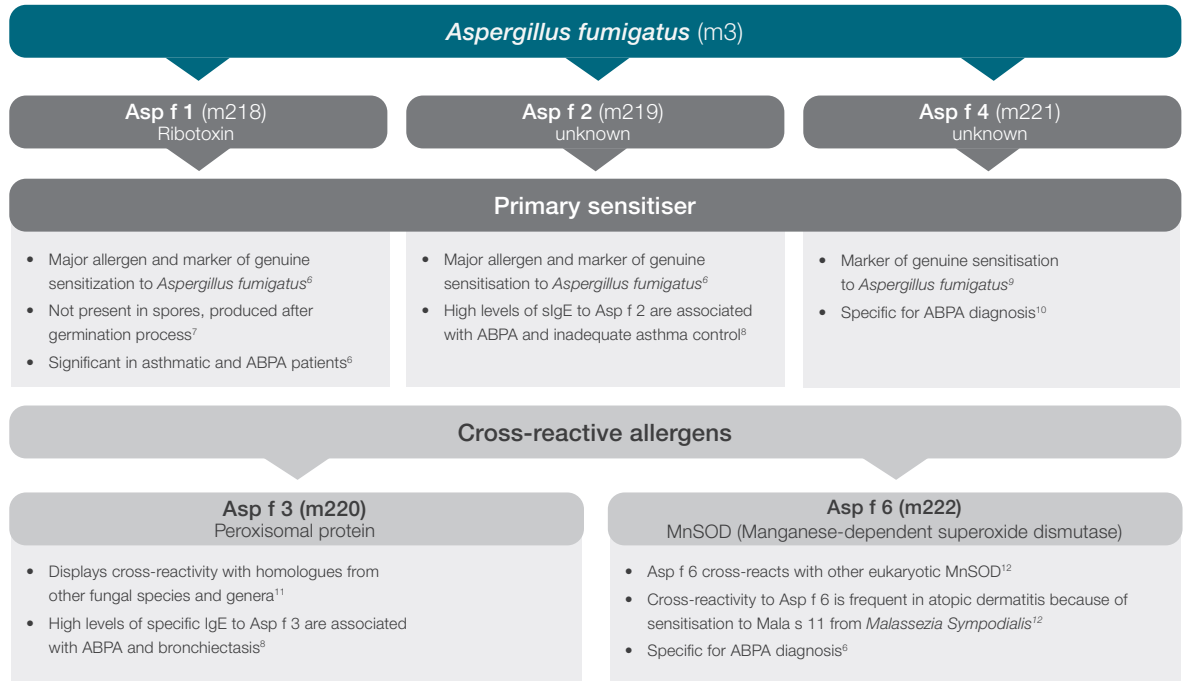 Aspergillus fumigatus (m3)
Asp f 1 (m218)
Ribotoxin
Asp f 2 (m219)
unknown
Asp f 4 (m221)
unknown
Primary sensitiser
• Major allergen and marker of genuine
sensitization to Aspergillus fumigatus⁶
• Not present in spores, produced after
germination process⁷
• Significant in asthmatic and ABPA patients⁶
• Major allergen and marker of genuine
sensitisation to Aspergillus fumigatus⁶
• High levels of sIgE to Asp f 2 are associated
with ABPA and inadequate asthma control⁸
• Marker of genuine sensitisation
to Aspergillus fumigatus⁹
• Specific for ABPA diagnosis¹⁰
Cross-reactive allergens
Asp f 3 (m220)
Peroxisomal protein
• Displays cross-reactivity with homologues from
other fungal species and genera¹¹
• High levels of specific IgE to Asp f 3 are associated
with ABPA and bronchiectasis⁸
Asp f 6 (m222)
MnSOD (Manganese-dependent superoxide dismutase)
• Asp f 6 cross-reacts with other eukaryotic MnSOD¹²
• Cross-reactivity to Asp f 6 is frequent in atopic dermatitis because of
sensitisation to Mala s 11 from Malassezia Sympodialis¹²
• Specific for ABPA diagnosis⁶